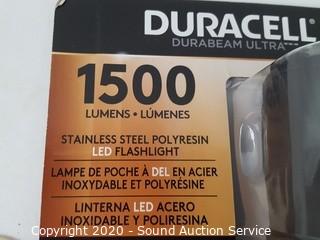 DURACELL
DURABEAM ULTRA
1500
LUMENS • LÚMENES
STAINLESS STEEL POLYRESIN
LED FLASHLIGHT
LAMPE DE POCHE À DEL EN ACIER
INOXYDABLE ET POLYRÉSINE
LINTERNA LED ACERO
INOXIDABLE Y POLIRESINA
Copyright 2020 - Sound Auction Service